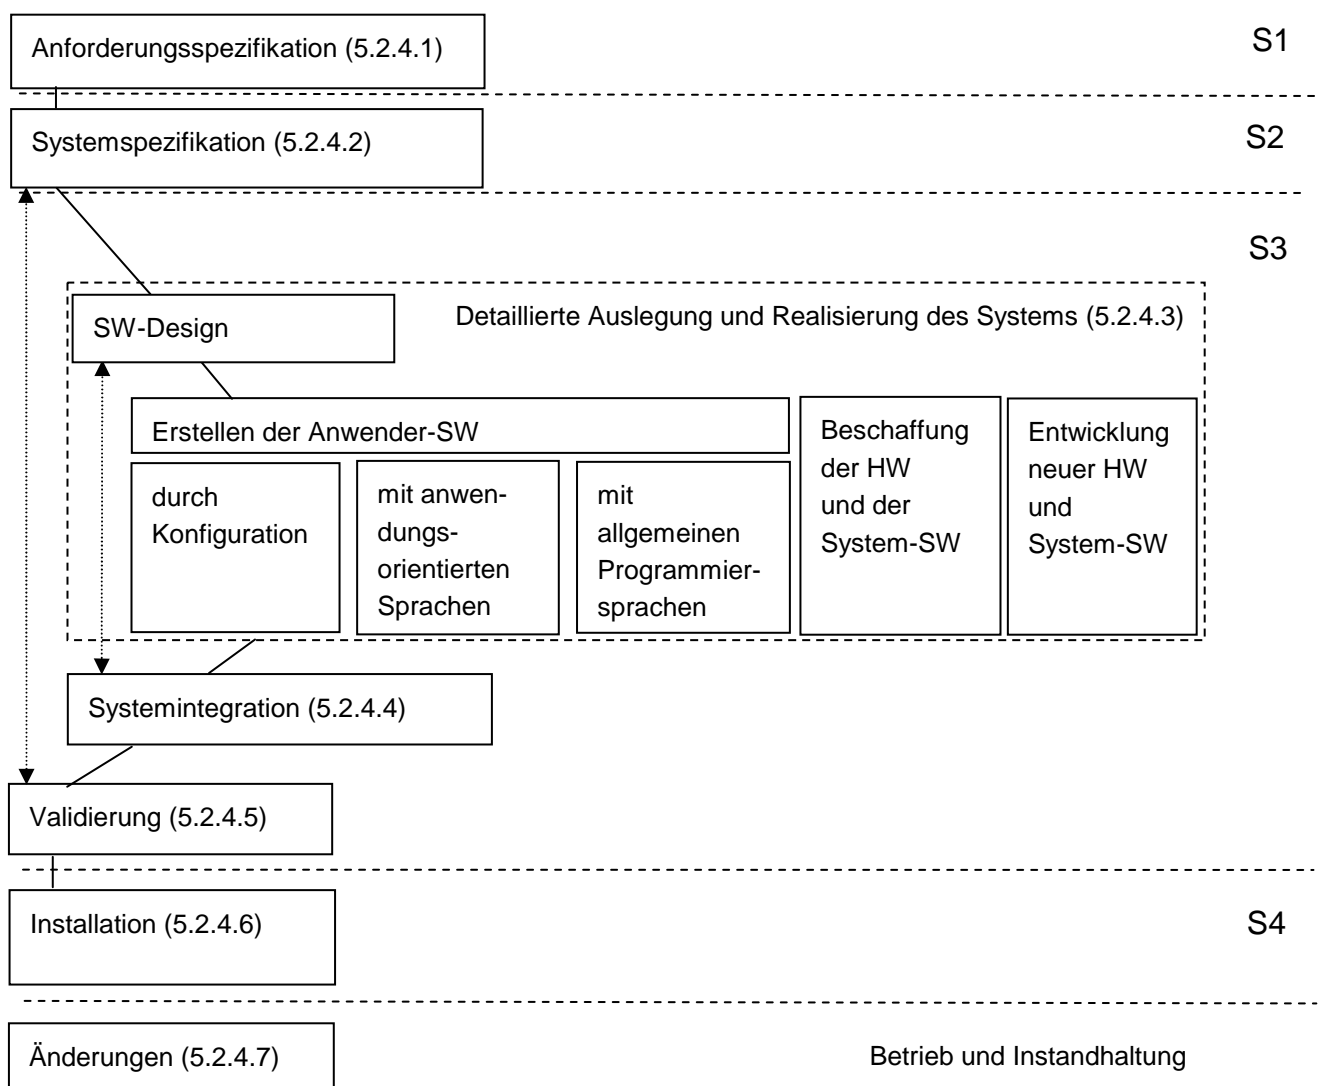 Anforderungsspezifikation (5.2.4.1)
S1
Systemspezifikation (5.2.4.2)
S2
S3
SW-Design
Detaillierte Auslegung und Realisierung des Systems (5.2.4.3)
Erstellen der Anwender-SW
durch
Konfiguration
mit anwen-
dungs-
orientierten
Sprachen
mit
allgemeinen
Programmier-
sprachen
Beschaffung
der HW
und der
System-SW
Entwicklung
neuer HW
und
System-SW
Systemintegration (5.2.4.4)
Validierung (5.2.4.5)
Installation (5.2.4.6)
S4
Änderungen (5.2.4.7)
Betrieb und Instandhaltung